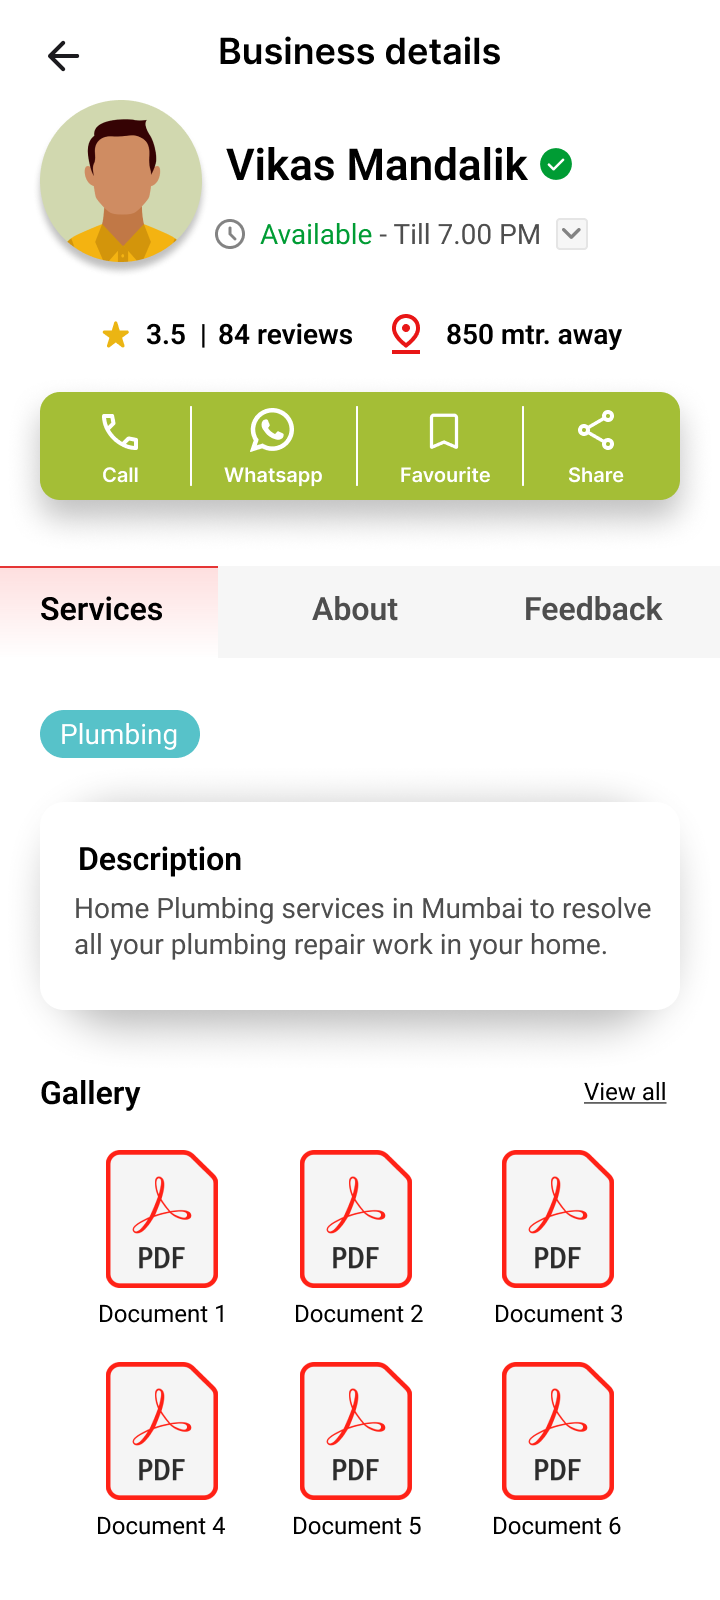 Business details
Vikas Mandalik
Available - Till 7.00 PM
3.5 | 84 reviews 850 mtr. away
Call Whatsapp Favourite Share
Services About Feedback
Plumbing
Description
Home Plumbing services in Mumbai to resolve
all your plumbing repair work in your home.
Gallery View all
PDF PDF PDF
Document 1 Document 2 Document 3
PDF PDF PDF
Document 4 Document 5 Document 6